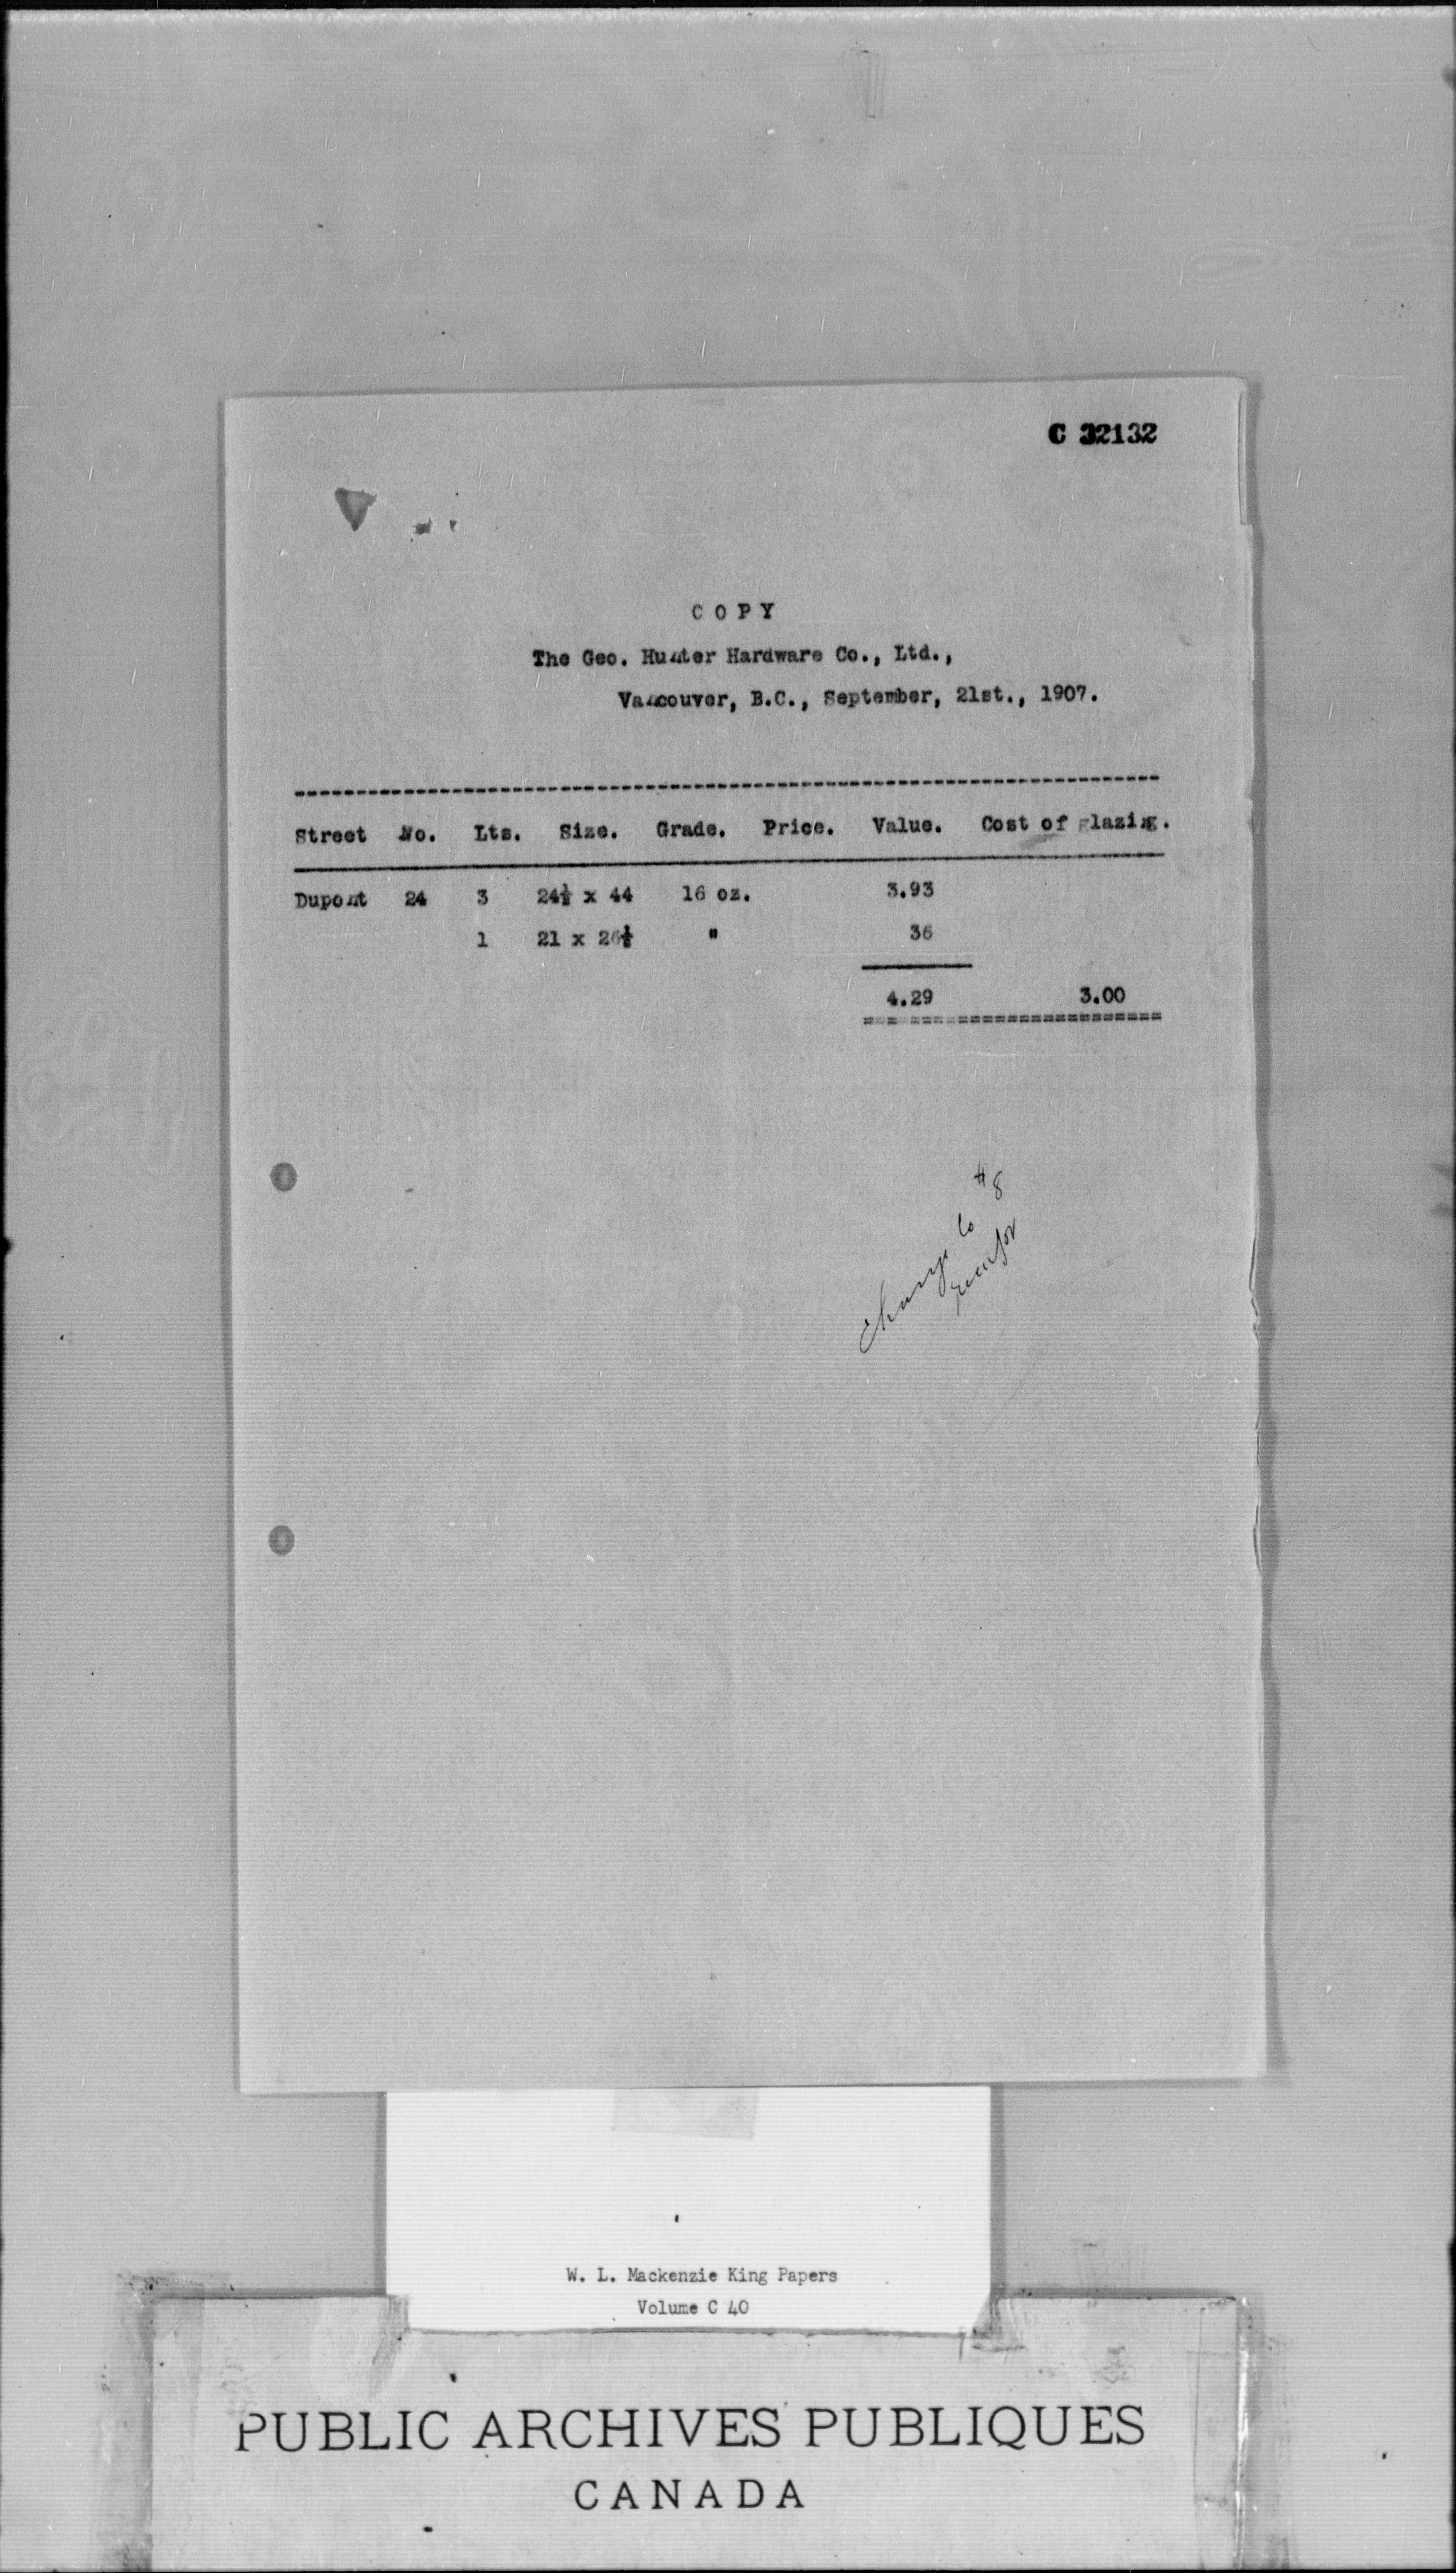 C 32132
COPY
The Geo. Hunter Hardware Co., Ltd.,
Vancouver, B.C., September, 21st., 1907.
Street No. Lts. Size. Grade. Price. Value. Cost of glazing.
Dupont 24 3 24½ x 44 16 oz. 3.93
1 21 x 26½ " 36
4.29 3.00
Change to #8
W. L. Mackenzie King Papers
Volume C 40
PUBLIC ARCHIVES PUBLIQUES
CANADA